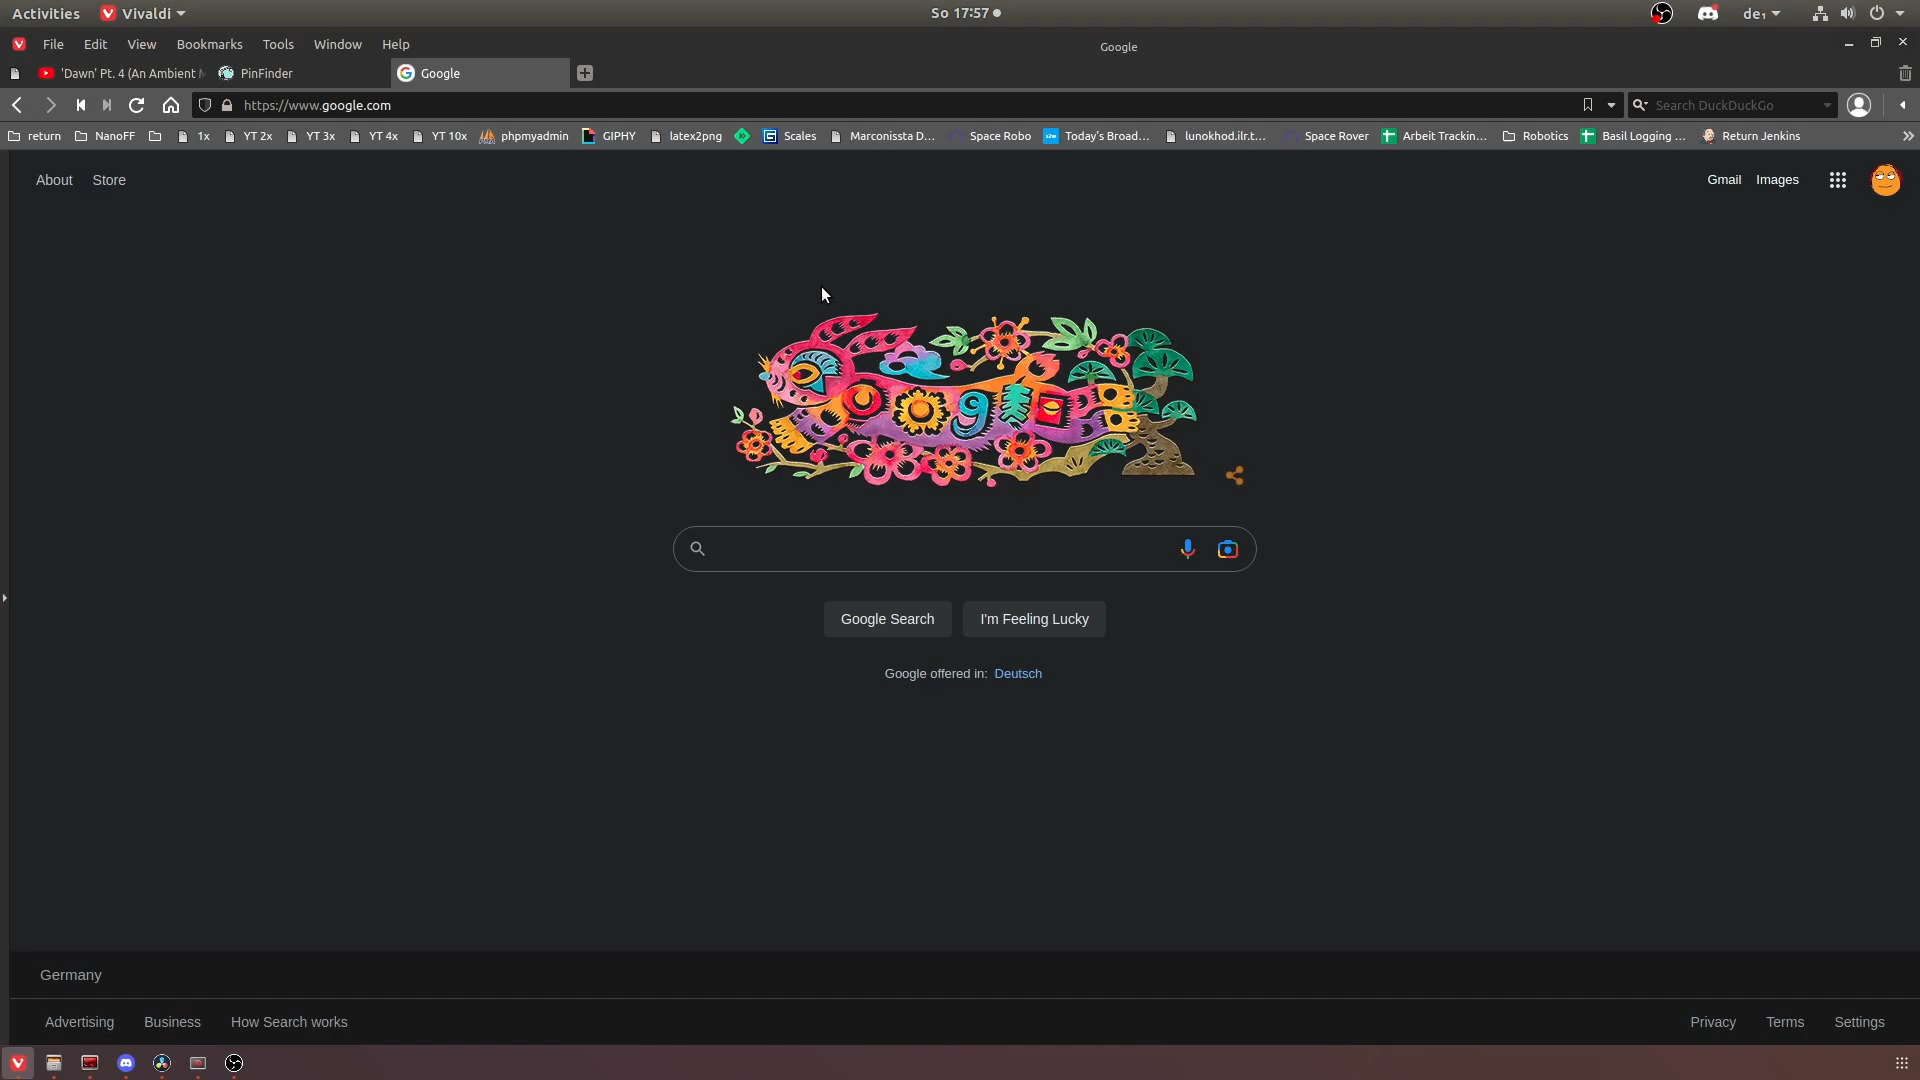 Activities Vivaldi So 17:57 de₁
File Edit View Bookmarks Tools Window Help Google
'Dawn' Pt. 4 (An Ambient PinFinder Google
https://www.google.com Search DuckDuckGo
return NanoFF 1x YT 2x YT 3x YT 4x YT 10x phpmyadmin GIPHY latex2png Scales Marconissta D... Space Robo Today's Broad... lunokhod.ilr.t... Space Rover Arbeit Trackin... Robotics Basil Logging ... Return Jenkins
About Store Gmail Images
Google Search I'm Feeling Lucky
Google offered in: Deutsch
Germany
Advertising Business How Search works Privacy Terms Settings